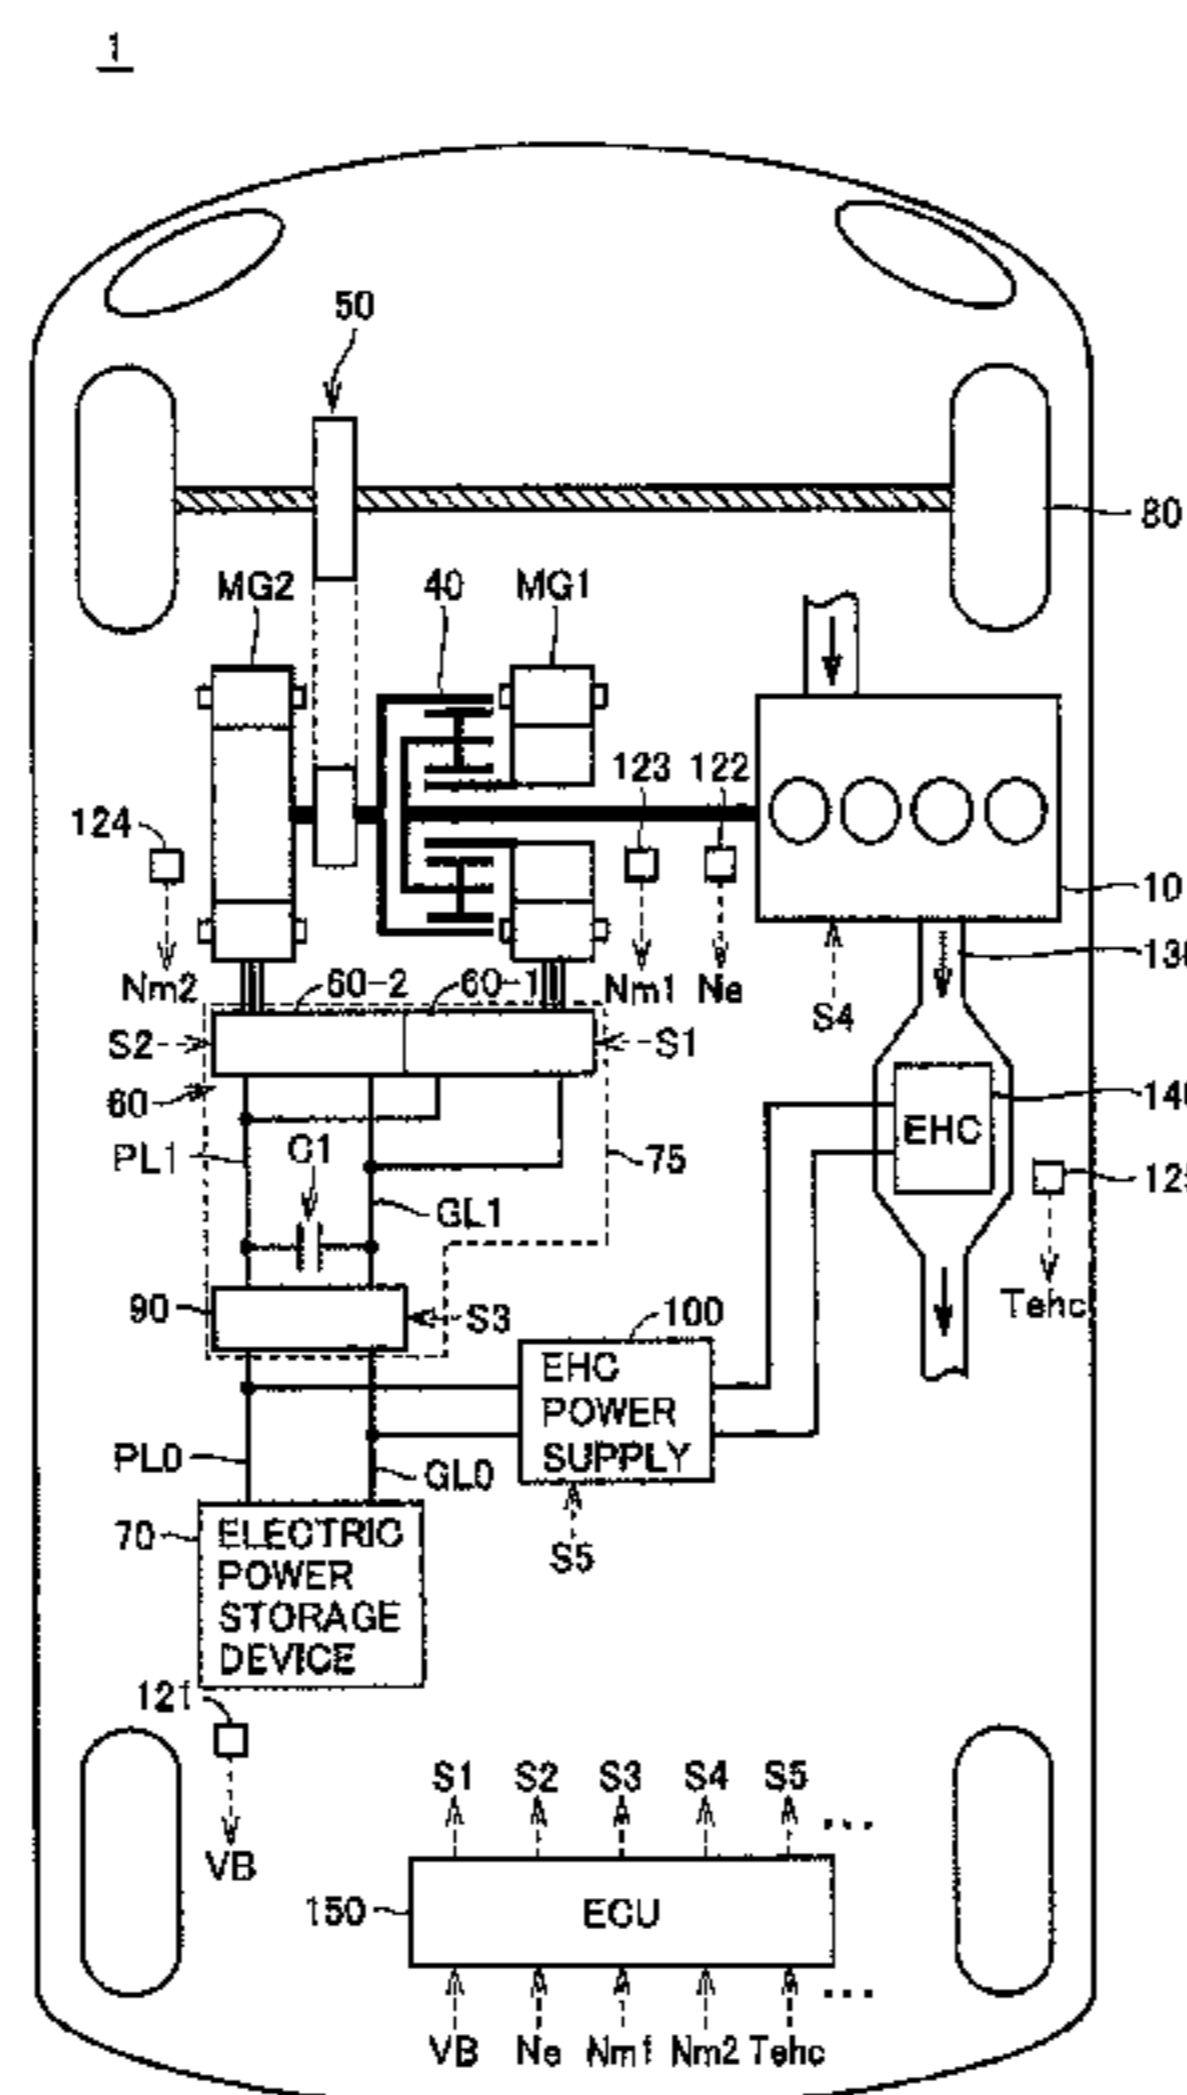 1
50
80
MG2
40
MG1
123
122
124
10
Nm2
60-2
60-1
Nm1
Ne
S4
S2
S1
60
EHC
PL1
C1
75
GL1
90
S3
100
Tehc
EHC
POWER
SUPPLY
PL0
GL0
70
ELECTRIC
POWER
STORAGE
DEVICE
S5
121
S1 S2 S3 S4 S5 ...
VB
150
ECU
...
VB Ne Nm1 Nm2 Tehc